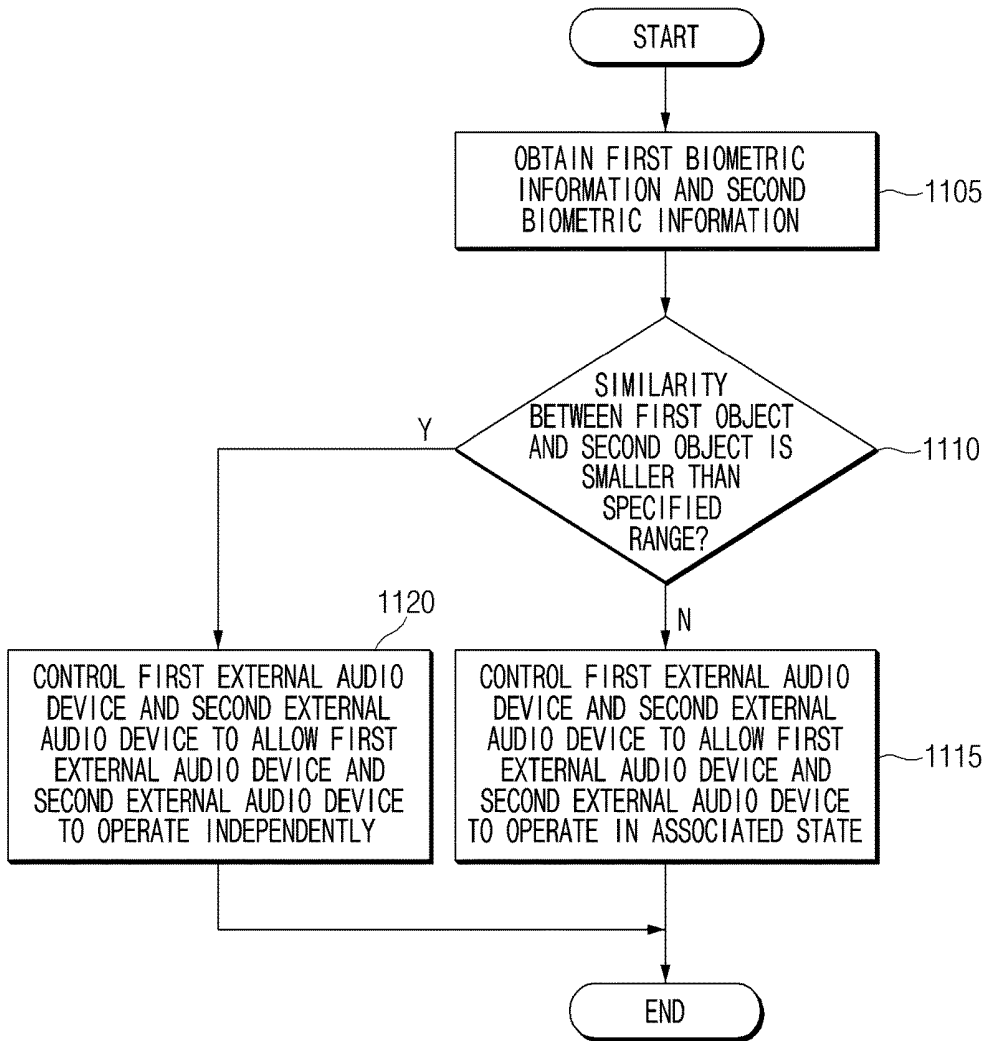 START
OBTAIN FIRST BIOMETRIC
INFORMATION AND SECOND
BIOMETRIC INFORMATION
1105
SIMILARITY
BETWEEN FIRST OBJECT
AND SECOND OBJECT IS
SMALLER THAN
SPECIFIED
RANGE?
1110
Y
N
1120
CONTROL FIRST EXTERNAL AUDIO
DEVICE AND SECOND EXTERNAL
AUDIO DEVICE TO ALLOW FIRST
EXTERNAL AUDIO DEVICE AND
SECOND EXTERNAL AUDIO DEVICE
TO OPERATE INDEPENDENTLY
CONTROL FIRST EXTERNAL AUDIO
DEVICE AND SECOND EXTERNAL
AUDIO DEVICE TO ALLOW FIRST
EXTERNAL AUDIO DEVICE AND
SECOND EXTERNAL AUDIO DEVICE
TO OPERATE IN ASSOCIATED STATE
1115
END